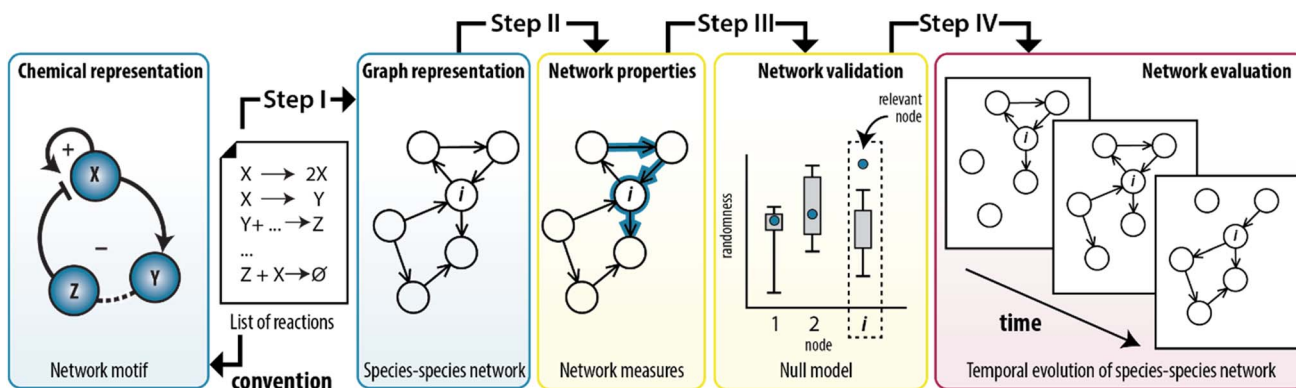 Step II
Step III
Step IV
Chemical representation
+
X
–
Z
Y
Network motif
Step I
X → 2X
X → Y
Y+ ... → Z
...
Z + X → Ø
List of reactions
convention
Graph representation
i
Species-species network
Network properties
i
Network measures
Network validation
relevant
node
randomness
1
2
i
node
Null model
Network evaluation
i
i
i
time
Temporal evolution of species-species network